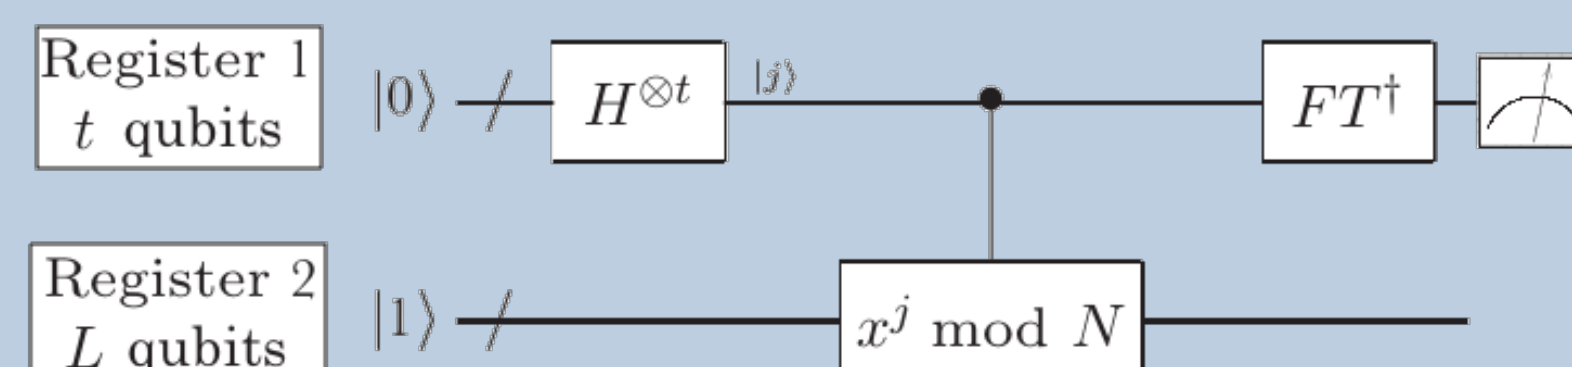 Register 1
t qubits
|0⟩
H^{⊗t}
|j⟩
FT^†
Register 2
L qubits
|1⟩
x^j mod N